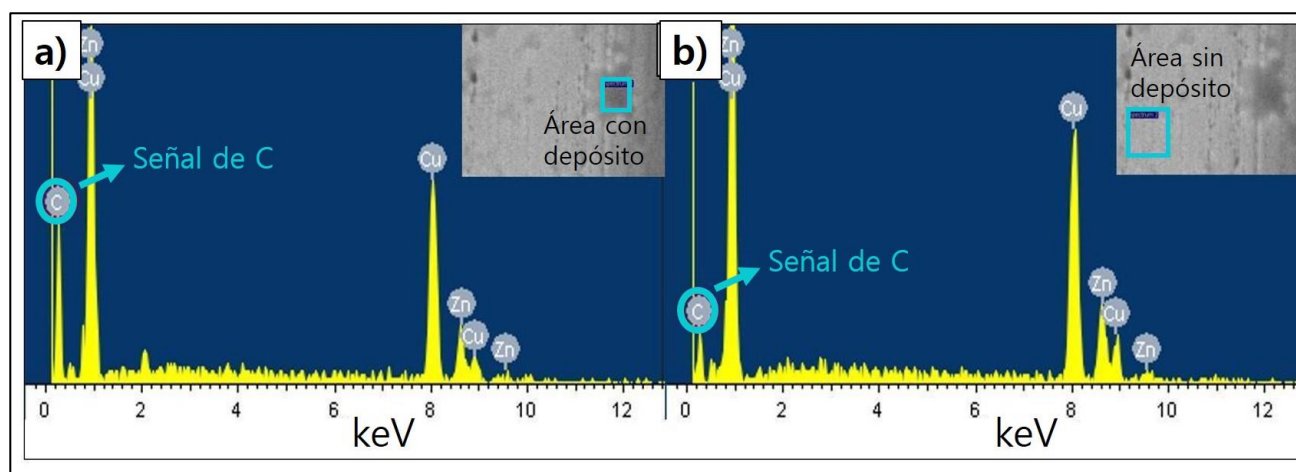 a)
Zn
Cu
C
Señal de C
Cu
Zn
Cu
Zn
Área con
depósito
0 2 4 6 8 10 12
keV
b)
Zn
Cu
C
Señal de C
Cu
Zn
Cu
Zn
Área sin
depósito
0 2 4 6 8 10 12
keV